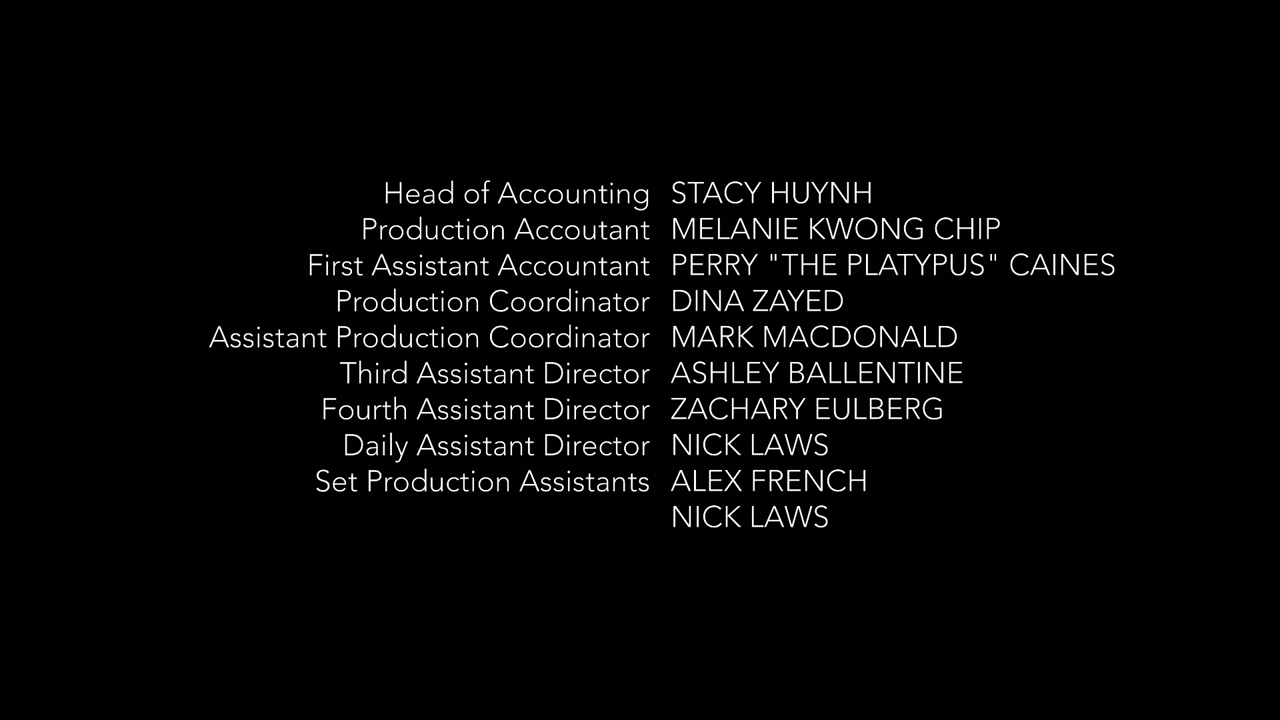 Head of Accounting STACY HUYNH
Production Accoutant MELANIE KWONG CHIP
First Assistant Accountant PERRY "THE PLATYPUS" CAINES
Production Coordinator DINA ZAYED
Assistant Production Coordinator MARK MACDONALD
Third Assistant Director ASHLEY BALLENTINE
Fourth Assistant Director ZACHARY EULBERG
Daily Assistant Director NICK LAWS
Set Production Assistants ALEX FRENCH
NICK LAWS